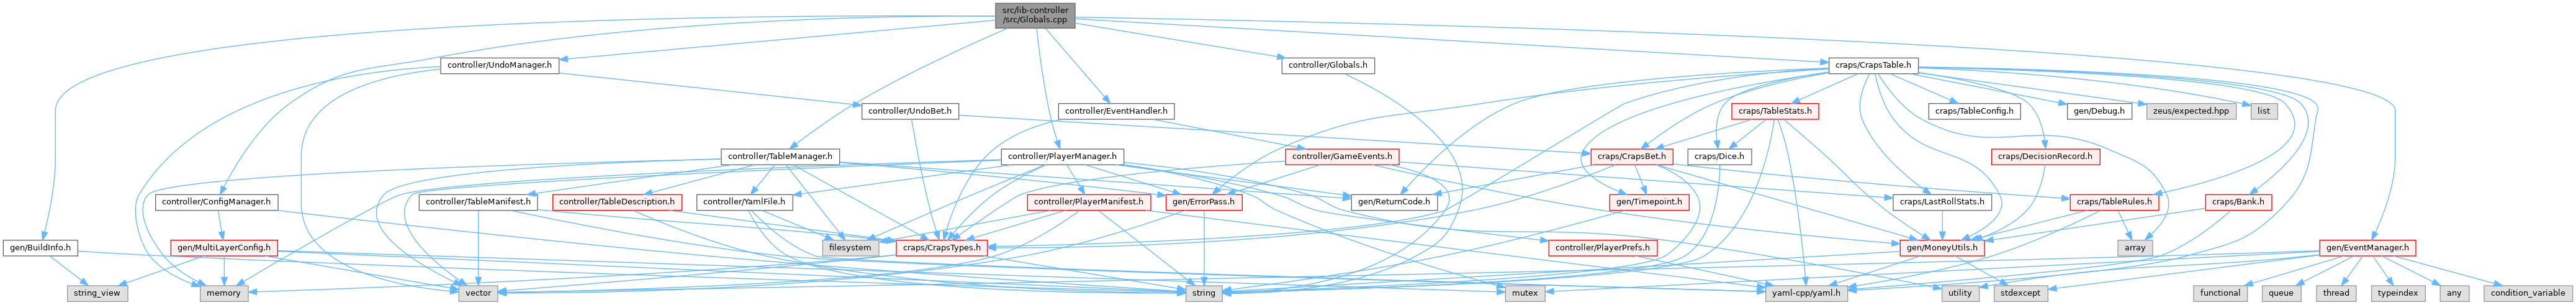 src/lib-controller
/src/Globals.cpp
controller/UndoManager.h
controller/Globals.h
craps/CrapsTable.h
controller/UndoBet.h
controller/EventHandler.h
craps/TableStats.h
craps/TableConfig.h
gen/Debug.h
zeus/expected.hpp
list
controller/TableManager.h
controller/PlayerManager.h
controller/GameEvents.h
craps/CrapsBet.h
craps/Dice.h
craps/DecisionRecord.h
controller/ConfigManager.h
controller/TableManifest.h
controller/TableDescription.h
controller/YamlFile.h
controller/PlayerManifest.h
gen/ErrorPass.h
gen/ReturnCode.h
gen/Timepoint.h
craps/LastRollStats.h
craps/TableRules.h
craps/Bank.h
gen/BuildInfo.h
gen/MultiLayerConfig.h
filesystem
craps/CrapsTypes.h
controller/PlayerPrefs.h
gen/MoneyUtils.h
array
gen/EventManager.h
string_view
memory
vector
string
mutex
yaml-cpp/yaml.h
utility
stdexcept
functional
queue
thread
typeindex
any
condition_variable